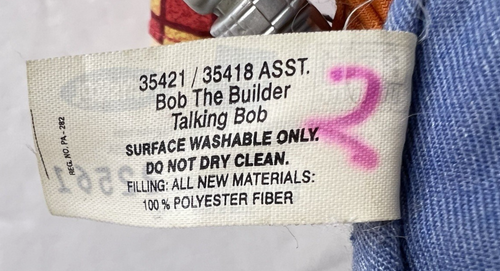 35421 / 35418 ASST.
Bob The Builder
Talking Bob
SURFACE WASHABLE ONLY.
DO NOT DRY CLEAN.
FILLING: ALL NEW MATERIALS:
100% POLYESTER FIBER
REG. NO. PA - 282
2